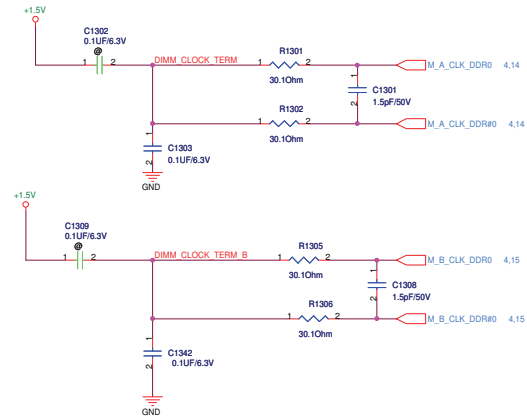 +1.5V
C1302
0.1UF/6.3V
@
1 2
DIMM_CLOCK_TERM
R1301
1 2
30.1Ohm
M_A_CLK_DDR0 4,14
1
C1301
1.5pF/50V
2
R1302
1 2
30.1Ohm
M_A_CLK_DDR#0 4,14
1
C1303
0.1UF/6.3V
2
GND
+1.5V
C1309
0.1UF/6.3V
@
1 2
DIMM_CLOCK_TERM_B
R1305
1 2
30.1Ohm
M_B_CLK_DDR0 4,15
1
C1308
1.5pF/50V
2
R1306
1 2
30.1Ohm
M_B_CLK_DDR#0 4,15
1
C1342
0.1UF/6.3V
2
GND